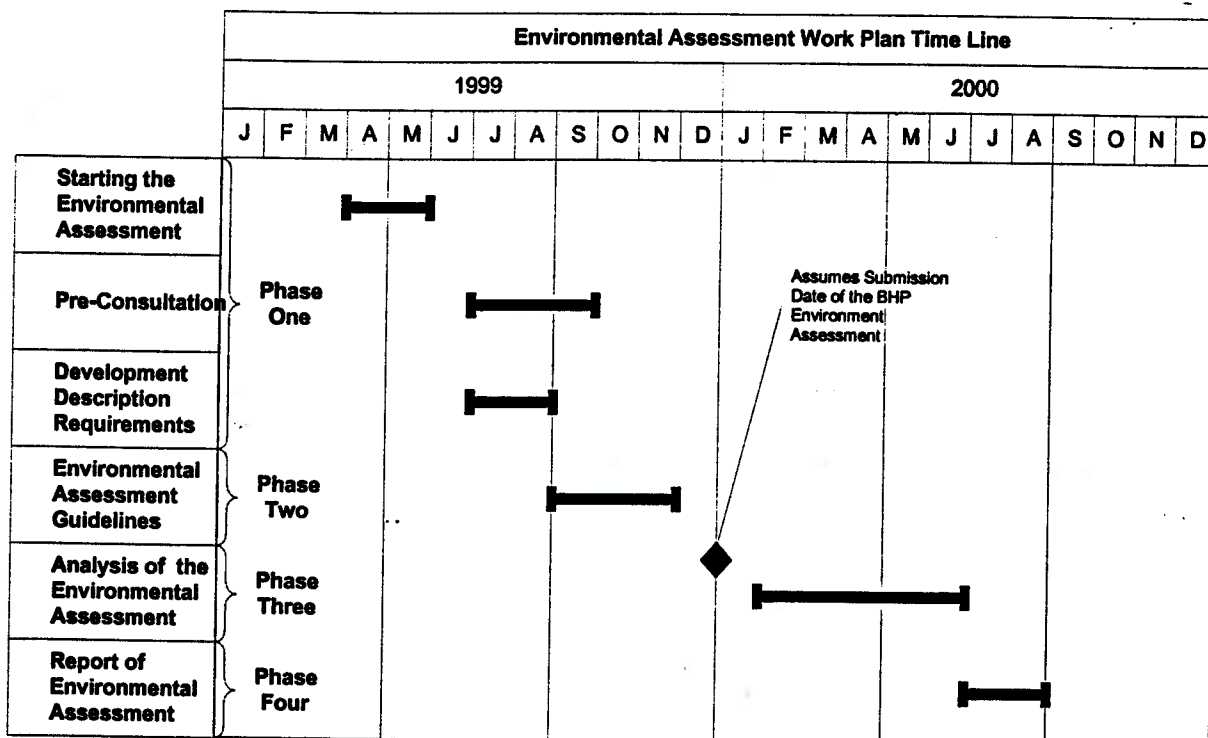 Environmental Assessment Work Plan Time Line
1999 2000
J F M A M J J A S O N D J F M A M J J A S O N D
Starting the
Environmental
Assessment
Pre-Consultation
Phase
One
Assumes Submission
Date of the BHP
Environment
Assessment
Development
Description
Requirements
Environmental
Assessment
Guidelines
Phase
Two
Analysis of the
Environmental
Assessment
Phase
Three
Report of
Environmental
Assessment
Phase
Four